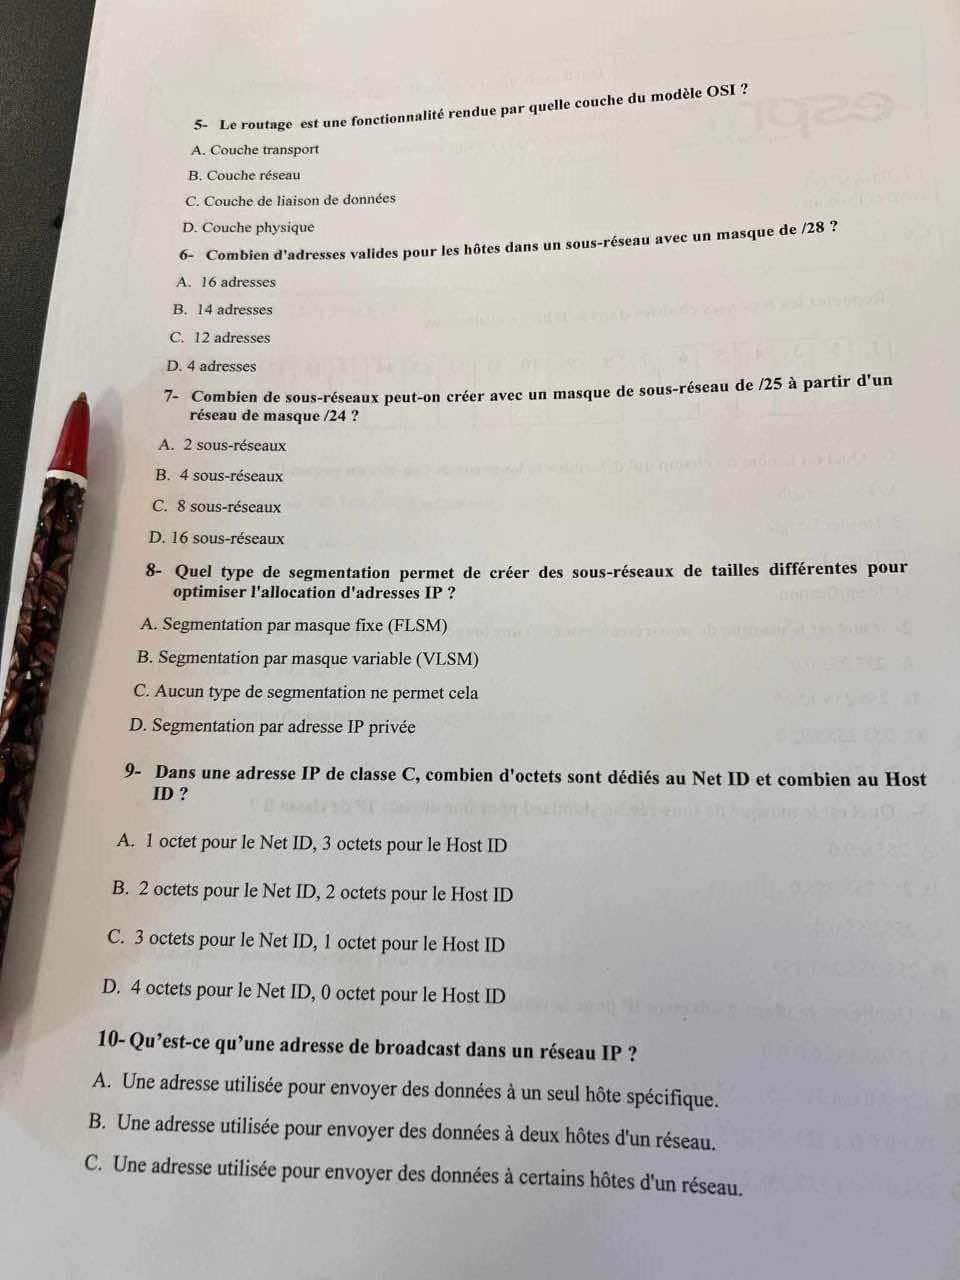 5- Le routage est une fonctionnalité rendue par quelle couche du modèle OSI ?
A. Couche transport
B. Couche réseau
C. Couche de liaison de données
D. Couche physique
6- Combien d'adresses valides pour les hôtes dans un sous-réseau avec un masque de /28 ?
A. 16 adresses
B. 14 adresses
C. 12 adresses
D. 4 adresses
7- Combien de sous-réseaux peut-on créer avec un masque de sous-réseau de /25 à partir d'un
réseau de masque /24 ?
A. 2 sous-réseaux
B. 4 sous-réseaux
C. 8 sous-réseaux
D. 16 sous-réseaux
8- Quel type de segmentation permet de créer des sous-réseaux de tailles différentes pour
optimiser l'allocation d'adresses IP ?
A. Segmentation par masque fixe (FLSM)
B. Segmentation par masque variable (VLSM)
C. Aucun type de segmentation ne permet cela
D. Segmentation par adresse IP privée
9- Dans une adresse IP de classe C, combien d'octets sont dédiés au Net ID et combien au Host
ID ?
A. 1 octet pour le Net ID, 3 octets pour le Host ID
B. 2 octets pour le Net ID, 2 octets pour le Host ID
C. 3 octets pour le Net ID, 1 octet pour le Host ID
D. 4 octets pour le Net ID, 0 octet pour le Host ID
10- Qu'est-ce qu'une adresse de broadcast dans un réseau IP ?
A. Une adresse utilisée pour envoyer des données à un seul hôte spécifique.
B. Une adresse utilisée pour envoyer des données à deux hôtes d'un réseau.
C. Une adresse utilisée pour envoyer des données à certains hôtes d'un réseau.